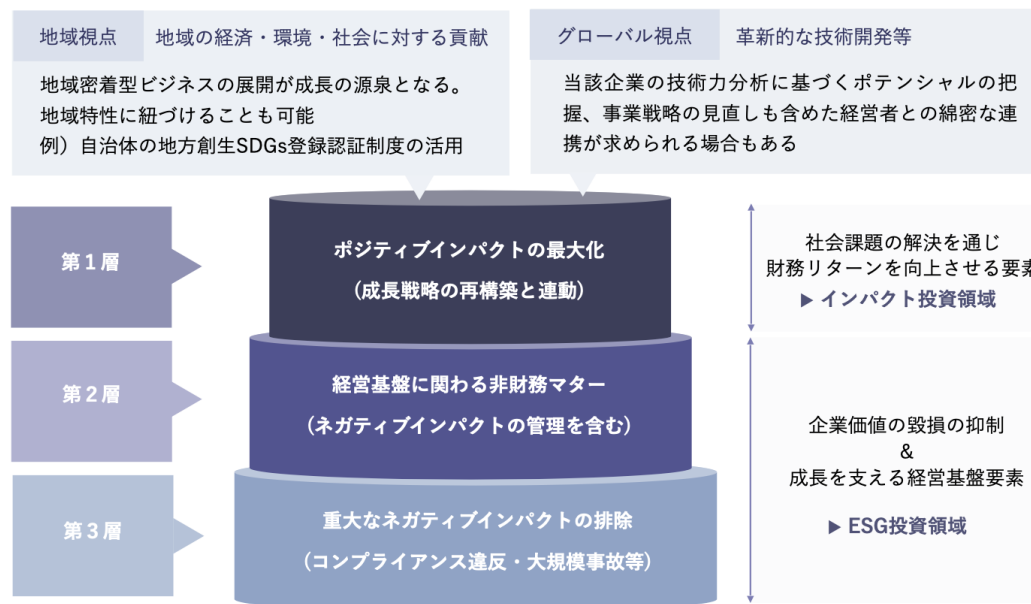 地域視点
地域の経済・環境・社会に対する貢献
地域密着型ビジネスの展開が成長の源泉となる。
地域特性に紐づけることも可能
例）自治体の地方創生SDGs登録認証制度の活用
グローバル視点
革新的な技術開発等
当該企業の技術力分析に基づくポテンシャルの把
握、事業戦略の見直しも含めた経営者との綿密な連
携が求められる場合もある
第１層
ポジティブインパクトの最大化
(成長戦略の再構築と連動)
社会課題の解決を通じ
財務リターンを向上させる要素
▶ インパクト投資領域
第２層
経営基盤に関わる非財務マター
(ネガティブインパクトの管理を含む)
第３層
重大なネガティブインパクトの排除
(コンプライアンス違反・大規模事故等)
企業価値の毀損の抑制
&
成長を支える経営基盤要素
▶ ESG投資領域